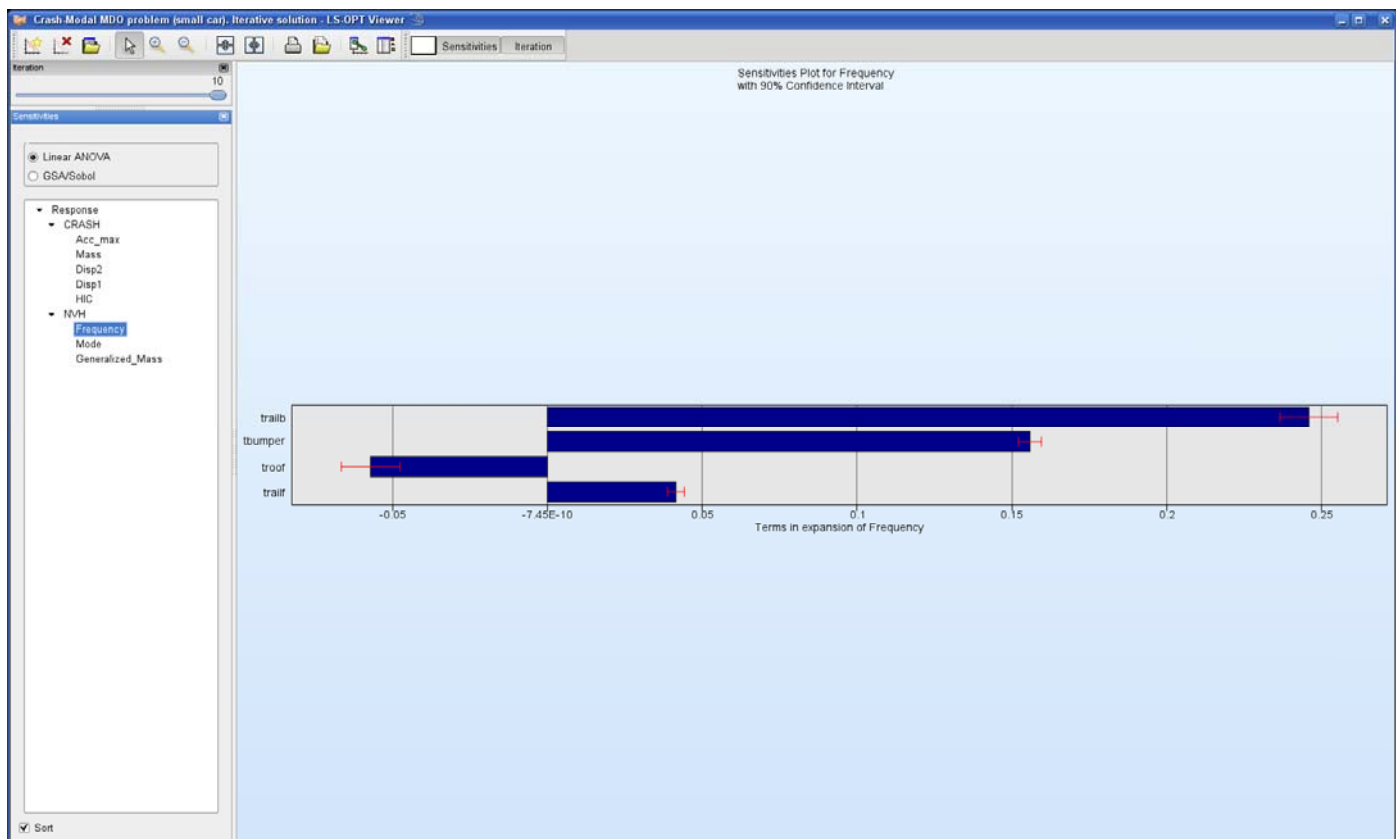 Crash-Modal MDO problem (small car). Iterative solution - LS-OPT Viewer
Sensitivities Iteration
Iteration
10
Sensitivities
Linear ANOVA
GSA/Sobol
Response
CRASH
Acc_max
Mass
Disp2
Disp1
HIC
NVH
Frequency
Mode
Generalized_Mass
Sort
Sensitivities Plot for Frequency
with 90% Confidence Interval
trailb
tbumper
troof
trailf
-0.05 -7.45E-10 0.05 0.1 0.15 0.2 0.25
Terms in expansion of Frequency